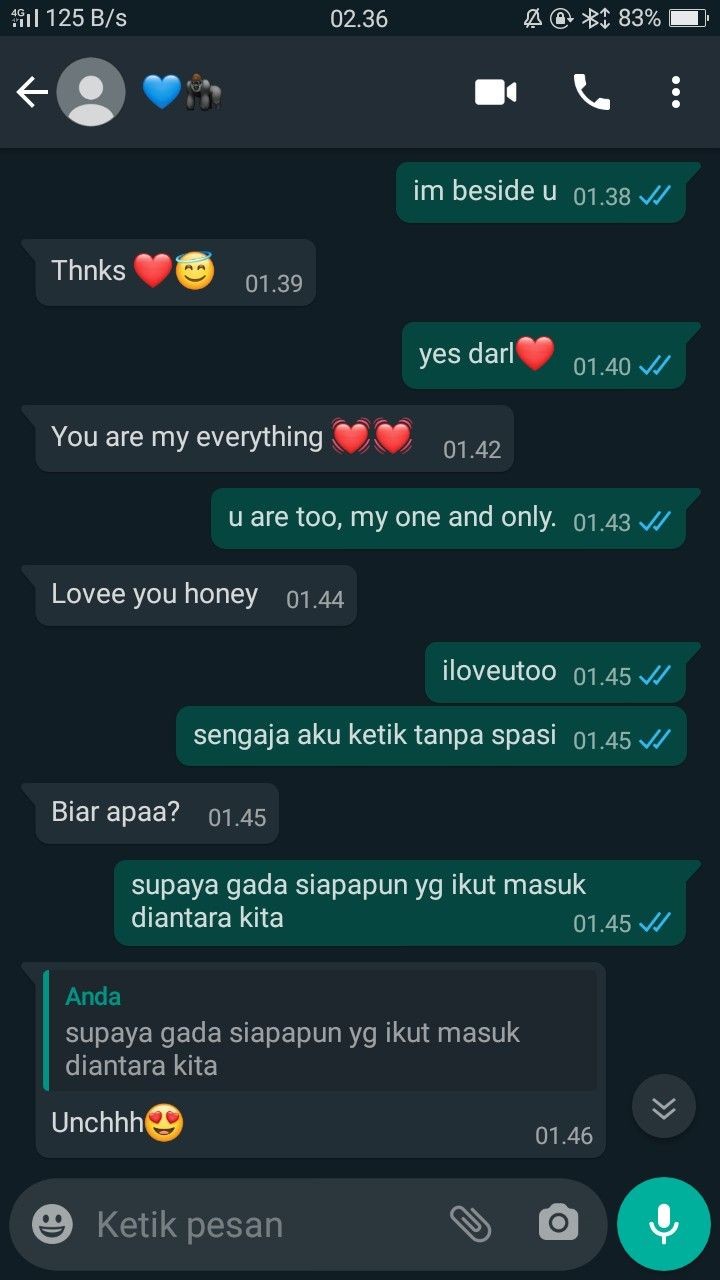 4G 125 B/s 02.36 83%
💙🦍
im beside u 01.38
Thnks ❤️😇 01.39
yes darl❤️ 01.40
You are my everything 💓💓 01.42
u are too, my one and only. 01.43
Lovee you honey 01.44
iloveutoo 01.45
sengaja aku ketik tanpa spasi 01.45
Biar apaa? 01.45
supaya gada siapapun yg ikut masuk
diantara kita 01.45
Anda
supaya gada siapapun yg ikut masuk
diantara kita
Unchhh😍 01.46
Ketik pesan